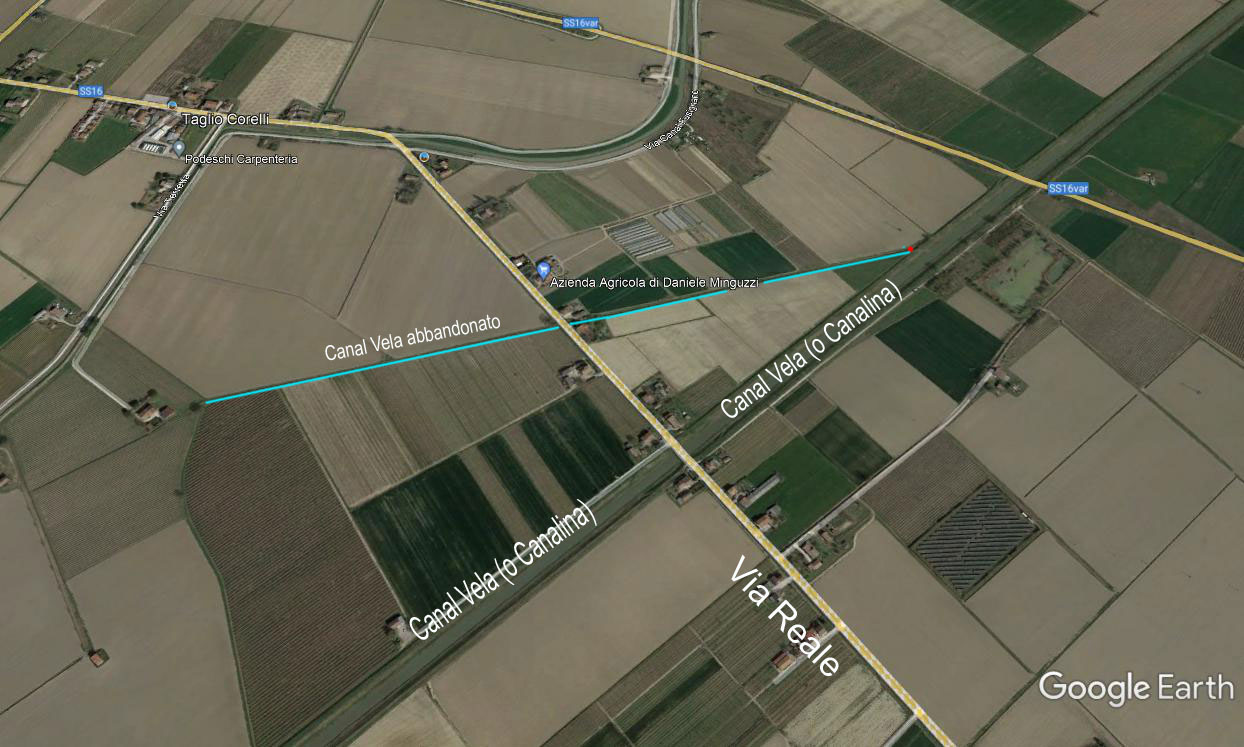 SS16var
SS16
Taglio Corelli
Podeschi Carpenteria
SS16var
Azienda Agricola di Daniele Minguzzi
Canal Vela abbandonato
Canal Vela (o Canalina)
Canal Vela (o Canalina)
Via Reale
Google Earth